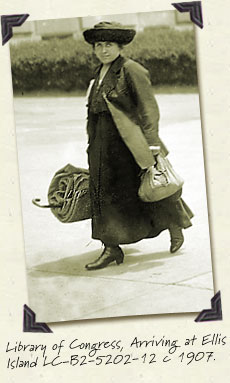 Library of Congress, Arriving at Ellis
Island LC-B2-5202-12 c 1907.